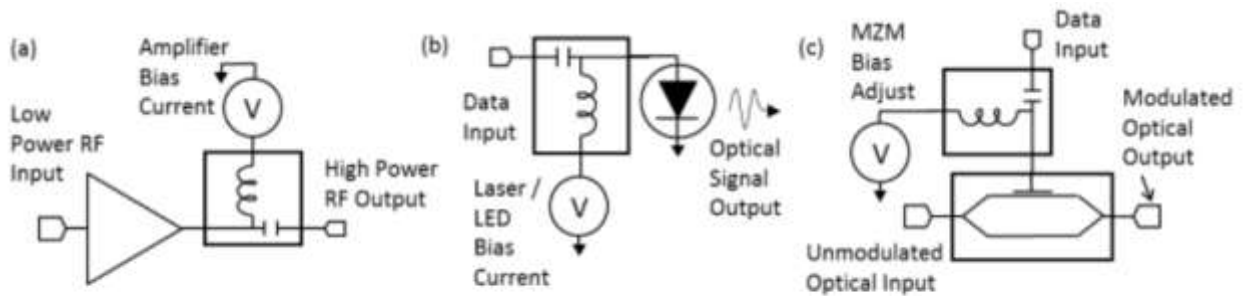 (a)
Amplifier
Bias
Current
V
Low
Power RF
Input
High Power
RF Output
(b)
Data
Input
Laser /
LED
Bias
Current
V
Optical
Signal
Output
(c)
MZM
Bias
Adjust
V
Data
Input
Modulated
Optical
Output
Unmodulated
Optical Input